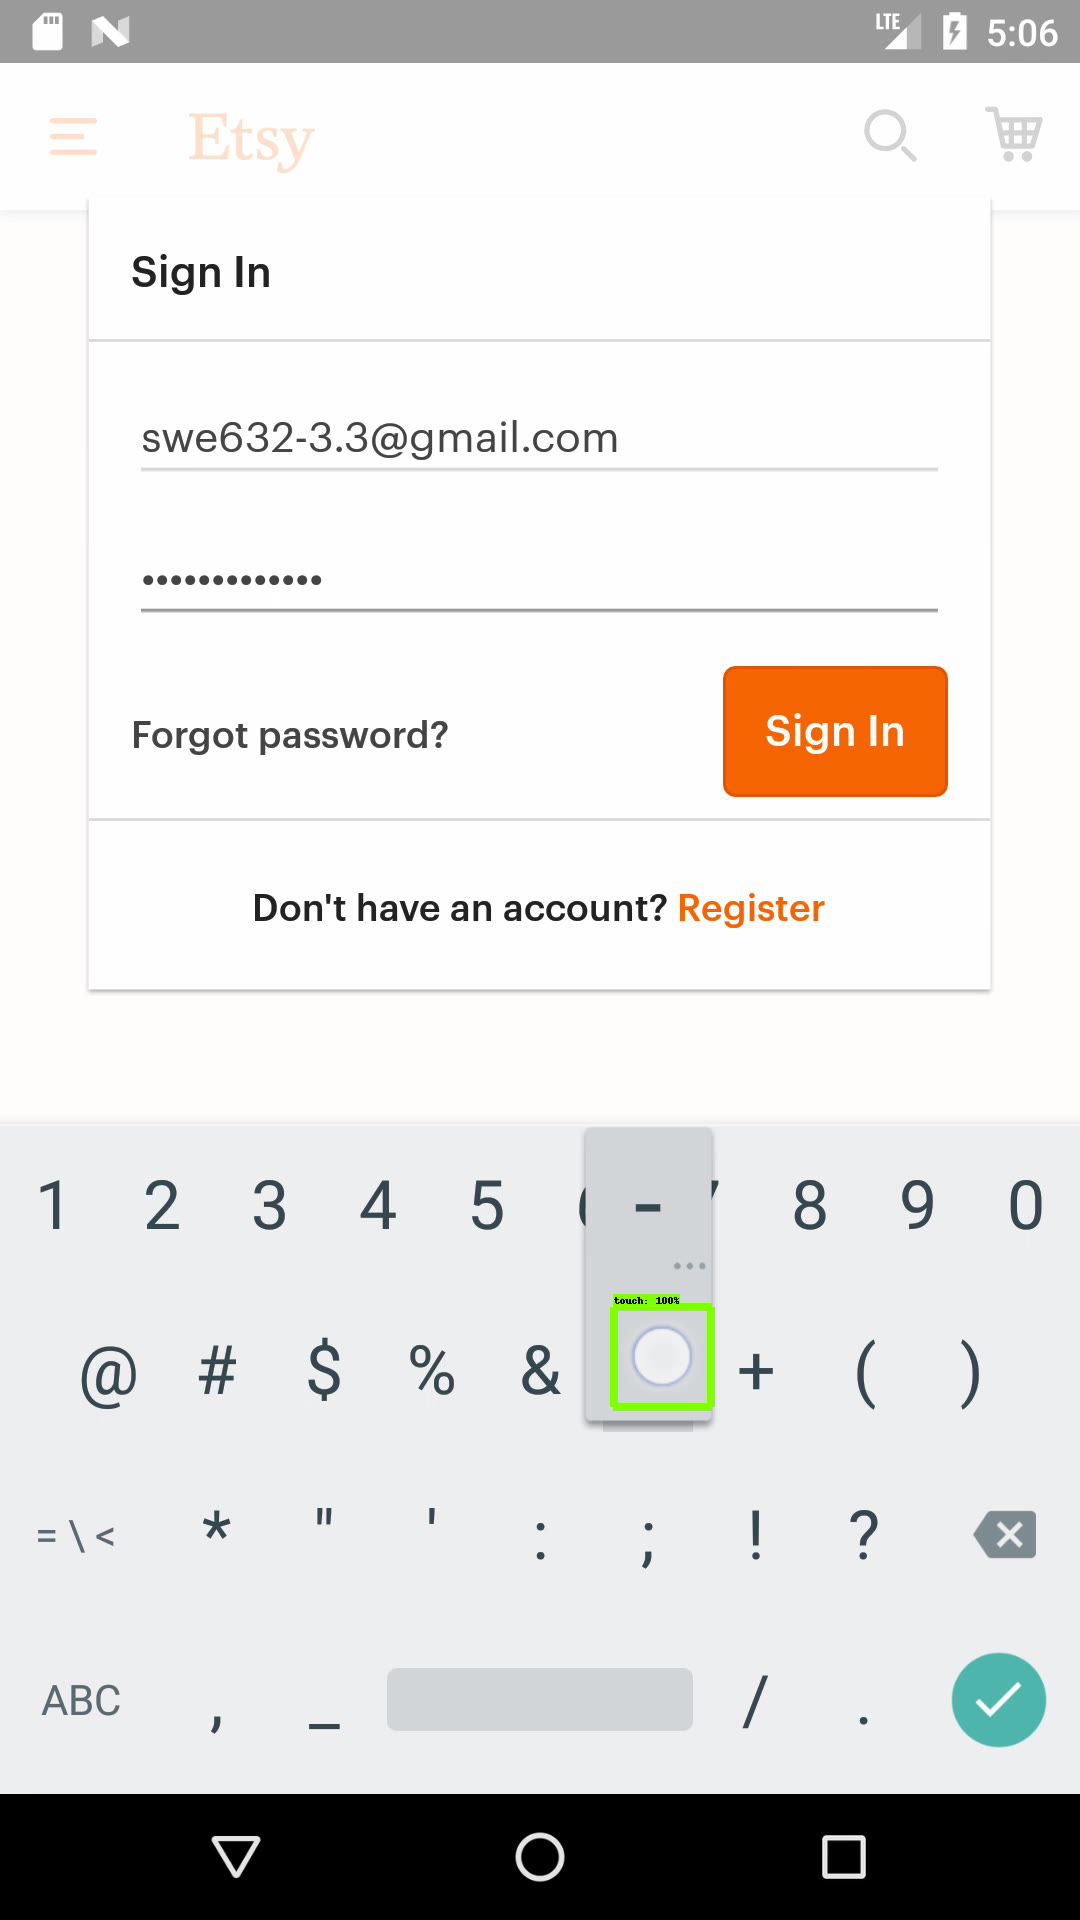 LTE 5:06
Etsy
Sign In
swe632-3.3@gmail.com
•••••••••••••
Forgot password?
Sign In
Don't have an account? Register
1 2 3 4 5 - 8 9 0
...
touch: 100%
@ # $ % & + ( )
= \ < * " ' : ; ! ?
ABC , _ / .